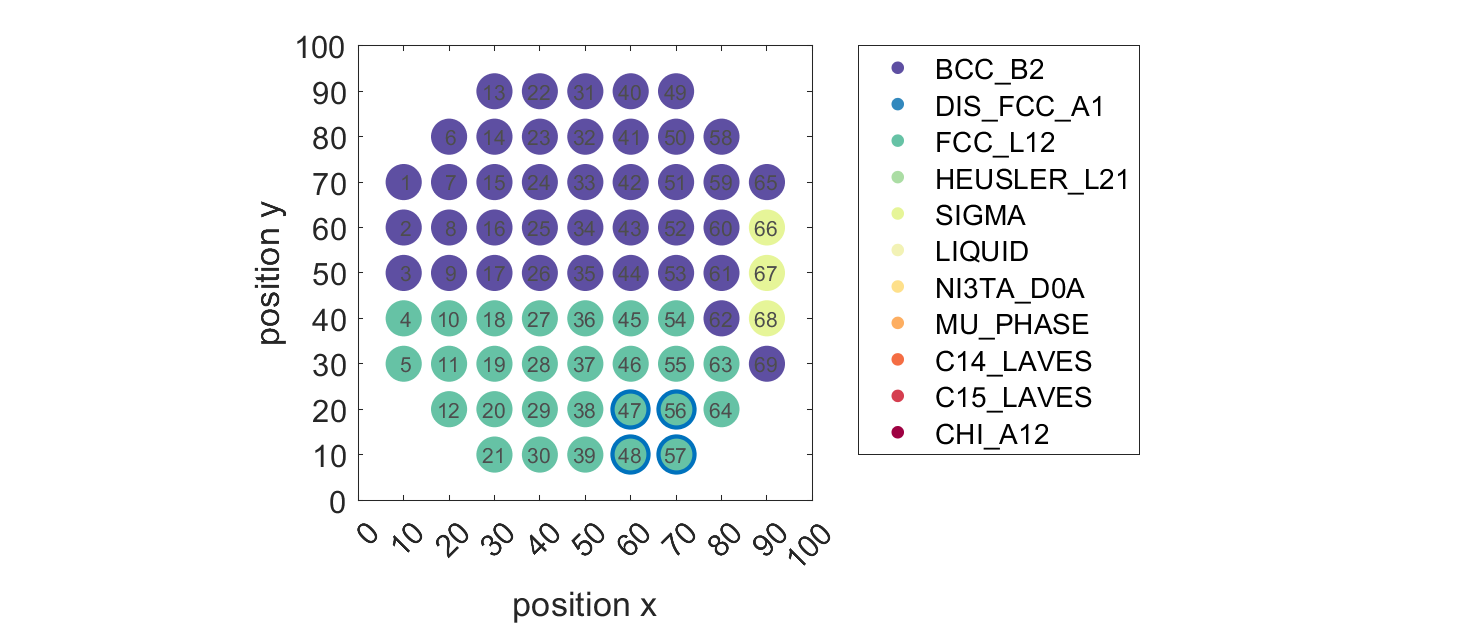 100
90
80
70
60
50
40
30
20
10
0
position y
13 22 31 40 49
6 14 23 32 41 50 58
1 7 15 24 33 42 51 59 65
2 8 16 25 34 43 52 60 66
3 9 17 26 35 44 53 61 67
4 10 18 27 36 45 54 62 68
5 11 19 28 37 46 55 63 69
12 20 29 38 47 56 64
21 30 39 48 57
0 10 20 30 40 50 60 70 80 90 100
position x
BCC_B2
DIS_FCC_A1
FCC_L12
HEUSLER_L21
SIGMA
LIQUID
NI3TA_D0A
MU_PHASE
C14_LAVES
C15_LAVES
CHI_A12